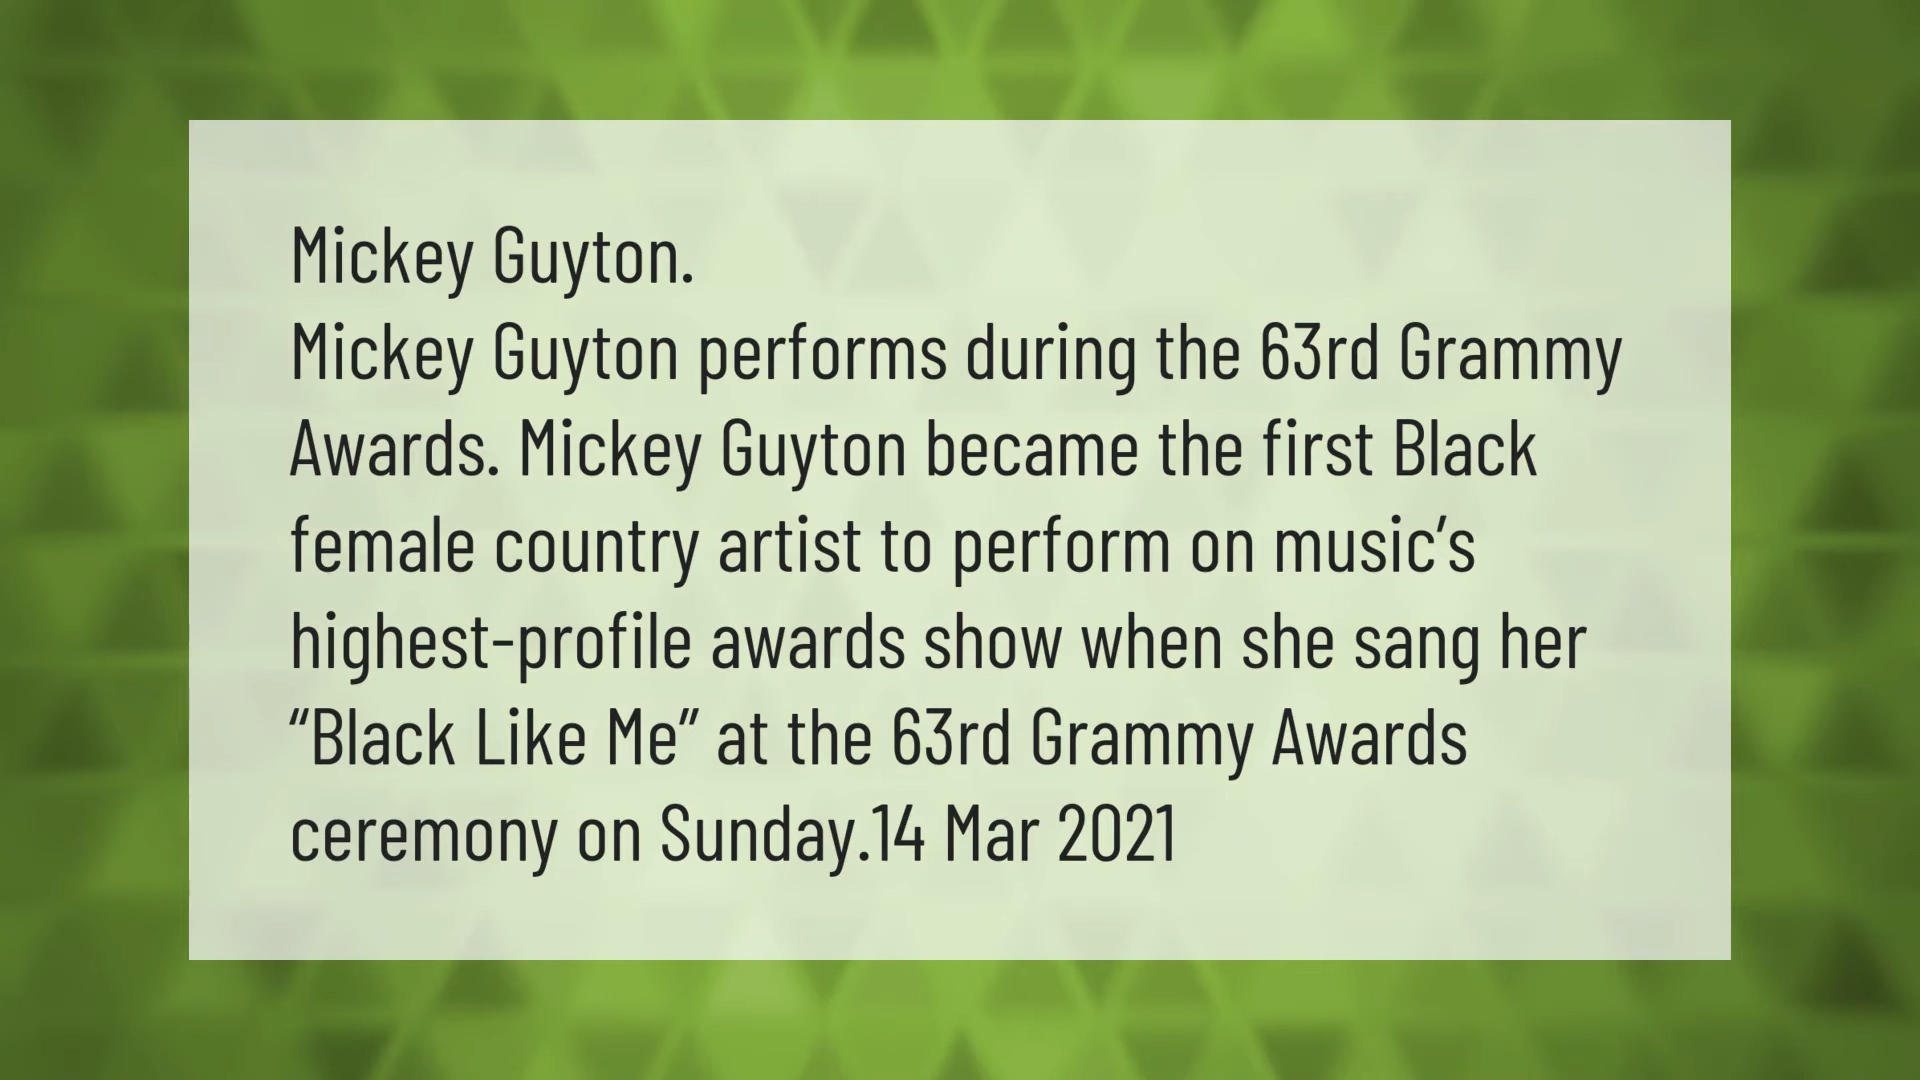 Mickey Guyton.
Mickey Guyton performs during the 63rd Grammy
Awards. Mickey Guyton became the first Black
female country artist to perform on music’s
highest-profile awards show when she sang her
“Black Like Me” at the 63rd Grammy Awards
ceremony on Sunday.14 Mar 2021